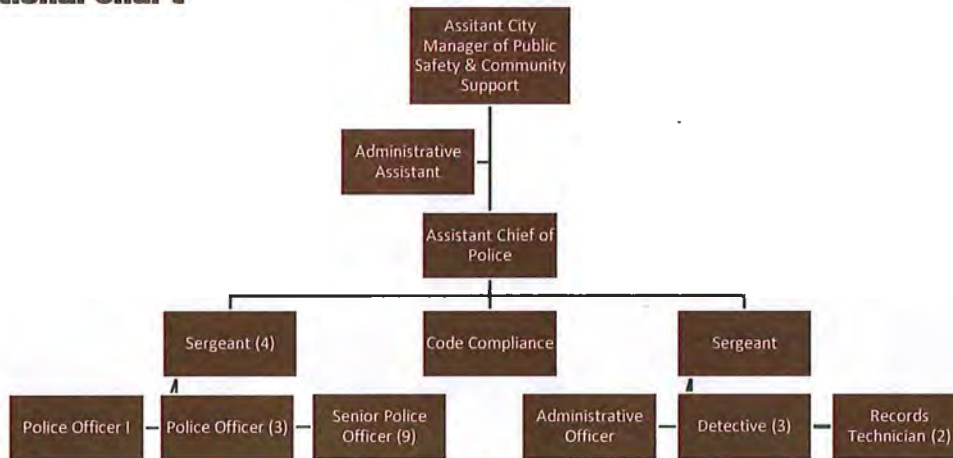 Assitant City
Manager of Public
Safety & Community
Support
Administrative
Assistant
Assistant Chief of
Police
Sergeant (4)
Code Compliance
Sergeant
Police Officer I
Police Officer (3)
Senior Police
Officer (9)
Administrative
Officer
Detective (3)
Records
Technician (2)